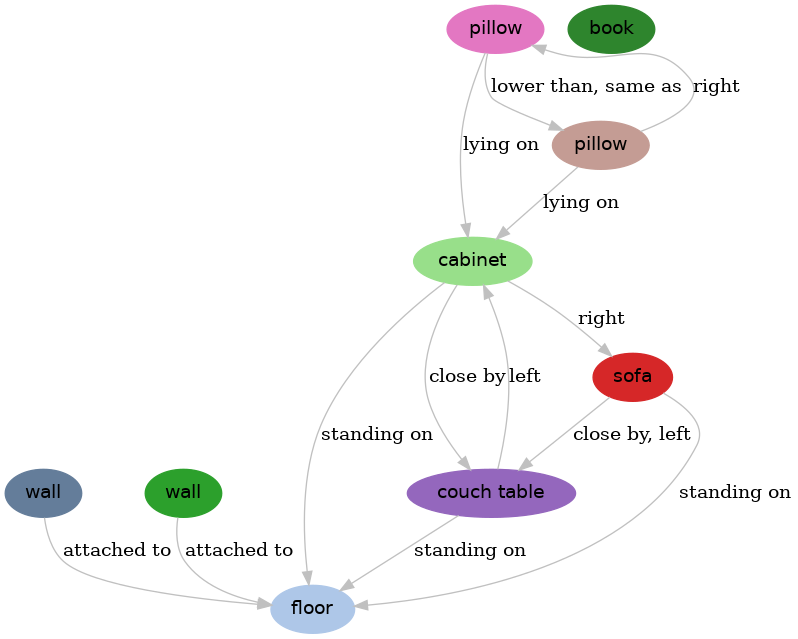 pillow
book
lower than, same as
right
lying on
pillow
lying on
cabinet
right
close by
left
sofa
standing on
close by, left
wall
wall
couch table
standing on
attached to
attached to
standing on
floor